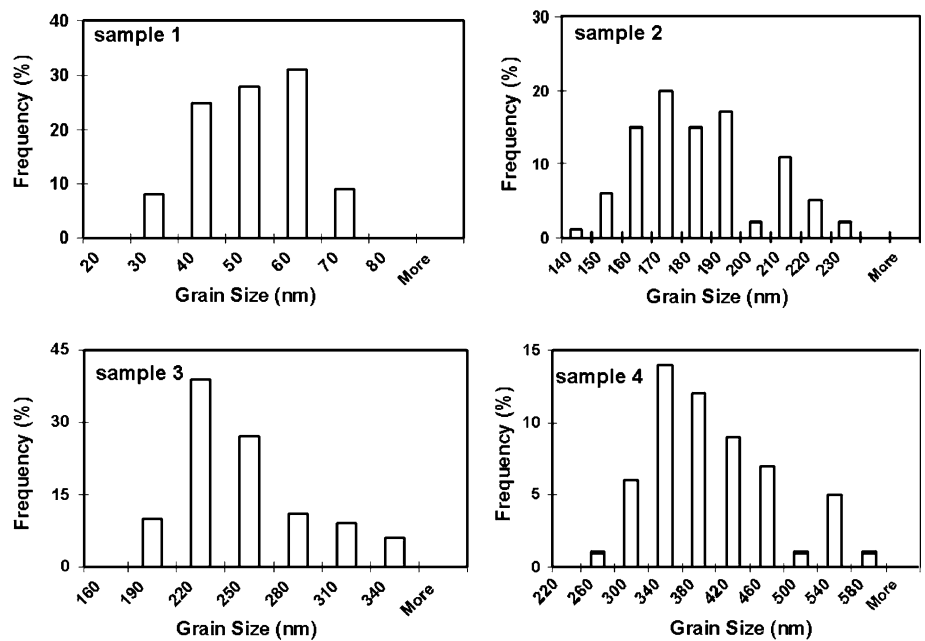 sample 1
Frequency (%)
40
30
20
10
0
20 30 40 50 60 70 80 More
Grain Size (nm)
sample 2
Frequency (%)
30
20
10
0
140 150 160 170 180 190 200 210 220 230 More
Grain Size (nm)
sample 3
Frequency (%)
45
30
15
0
160 190 220 250 280 310 340 More
Grain Size (nm)
sample 4
Frequency (%)
15
10
5
0
220 260 300 340 380 420 460 500 540 580 More
Grain Size (nm)